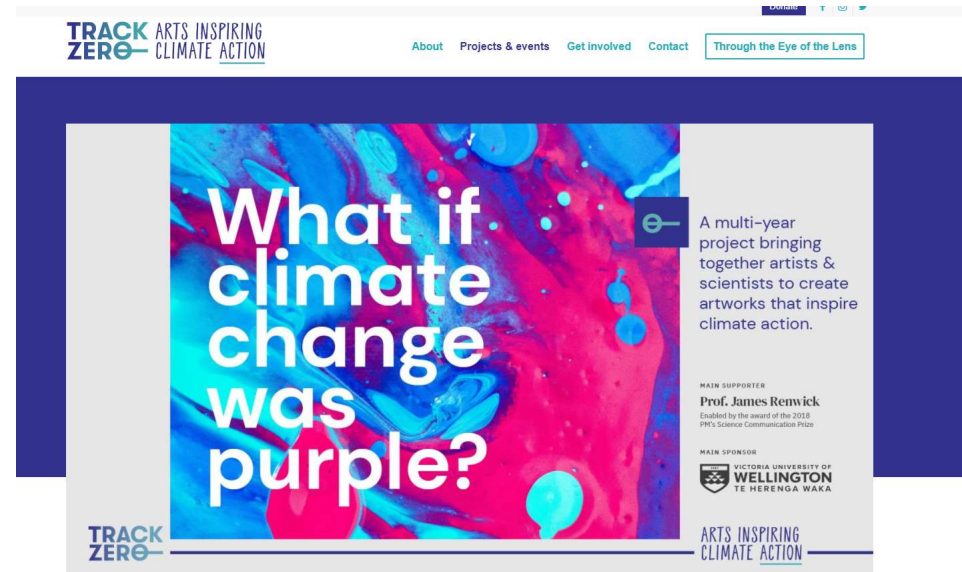 Donate
TRACK ZERO ARTS INSPIRING CLIMATE ACTION
About Projects & events Get involved Contact Through the Eye of the Lens
What if
climate
change
was
purple?
A multi-year
project bringing
together artists &
scientists to create
artworks that inspire
climate action.
MAIN SUPPORTER
Prof. James Renwick
Enabled by the award of the 2018
PM's Science Communication Prize
MAIN SPONSOR
VICTORIA UNIVERSITY OF
WELLINGTON
TE HERENGA WAKA
TRACK
ZERO
ARTS INSPIRING
CLIMATE ACTION